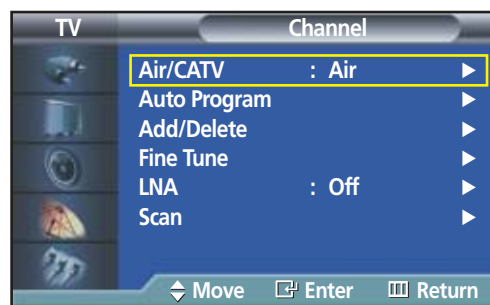 TV Channel
Air/CATV : Air
Auto Program
Add/Delete
Fine Tune
LNA : Off
Scan
Move Enter Return